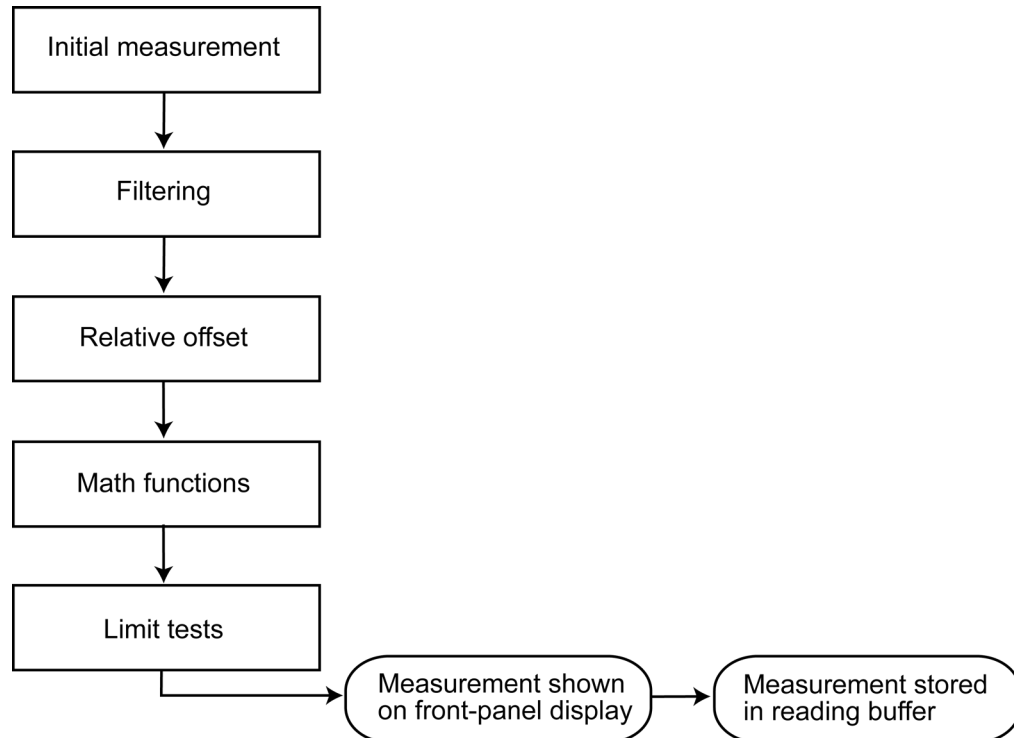 Initial measurement
Filtering
Relative offset
Math functions
Limit tests
Measurement shown
on front-panel display
Measurement stored
in reading buffer